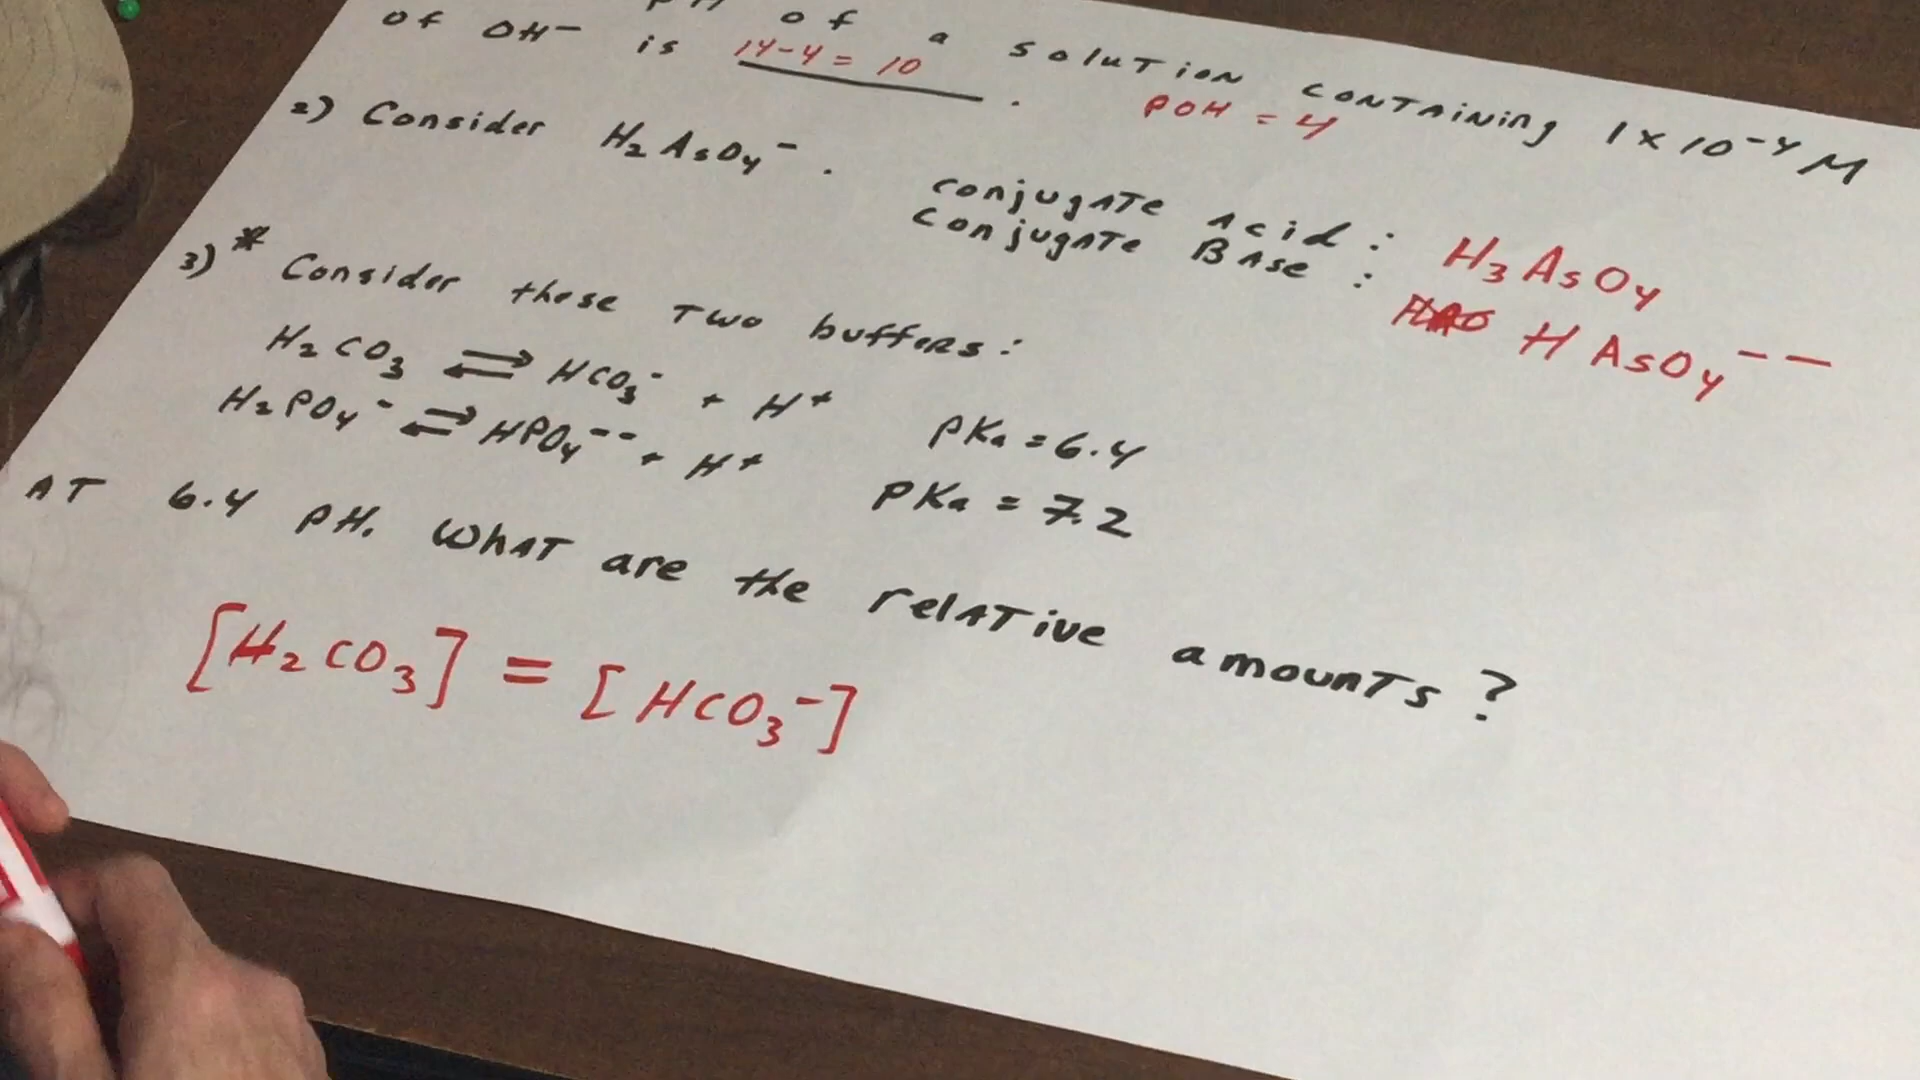 pH of a solution containing 1 x 10⁻⁴ M
of OH⁻ is 14-4 = 10 . pOH = 4
2) Consider H₂AsO₄⁻ . conjugate acid : H₃AsO₄
conjugate Base : HAsO₄⁻⁻
3)* Consider these two buffers :
H₂CO₃ ⇌ HCO₃⁻ + H⁺ pKa = 6.4
H₂PO₄⁻ ⇌ HPO₄⁻⁻ + H⁺ pKa = 7.2
AT 6.4 pH. What are the relative amounts ?
[H₂CO₃] = [HCO₃⁻]